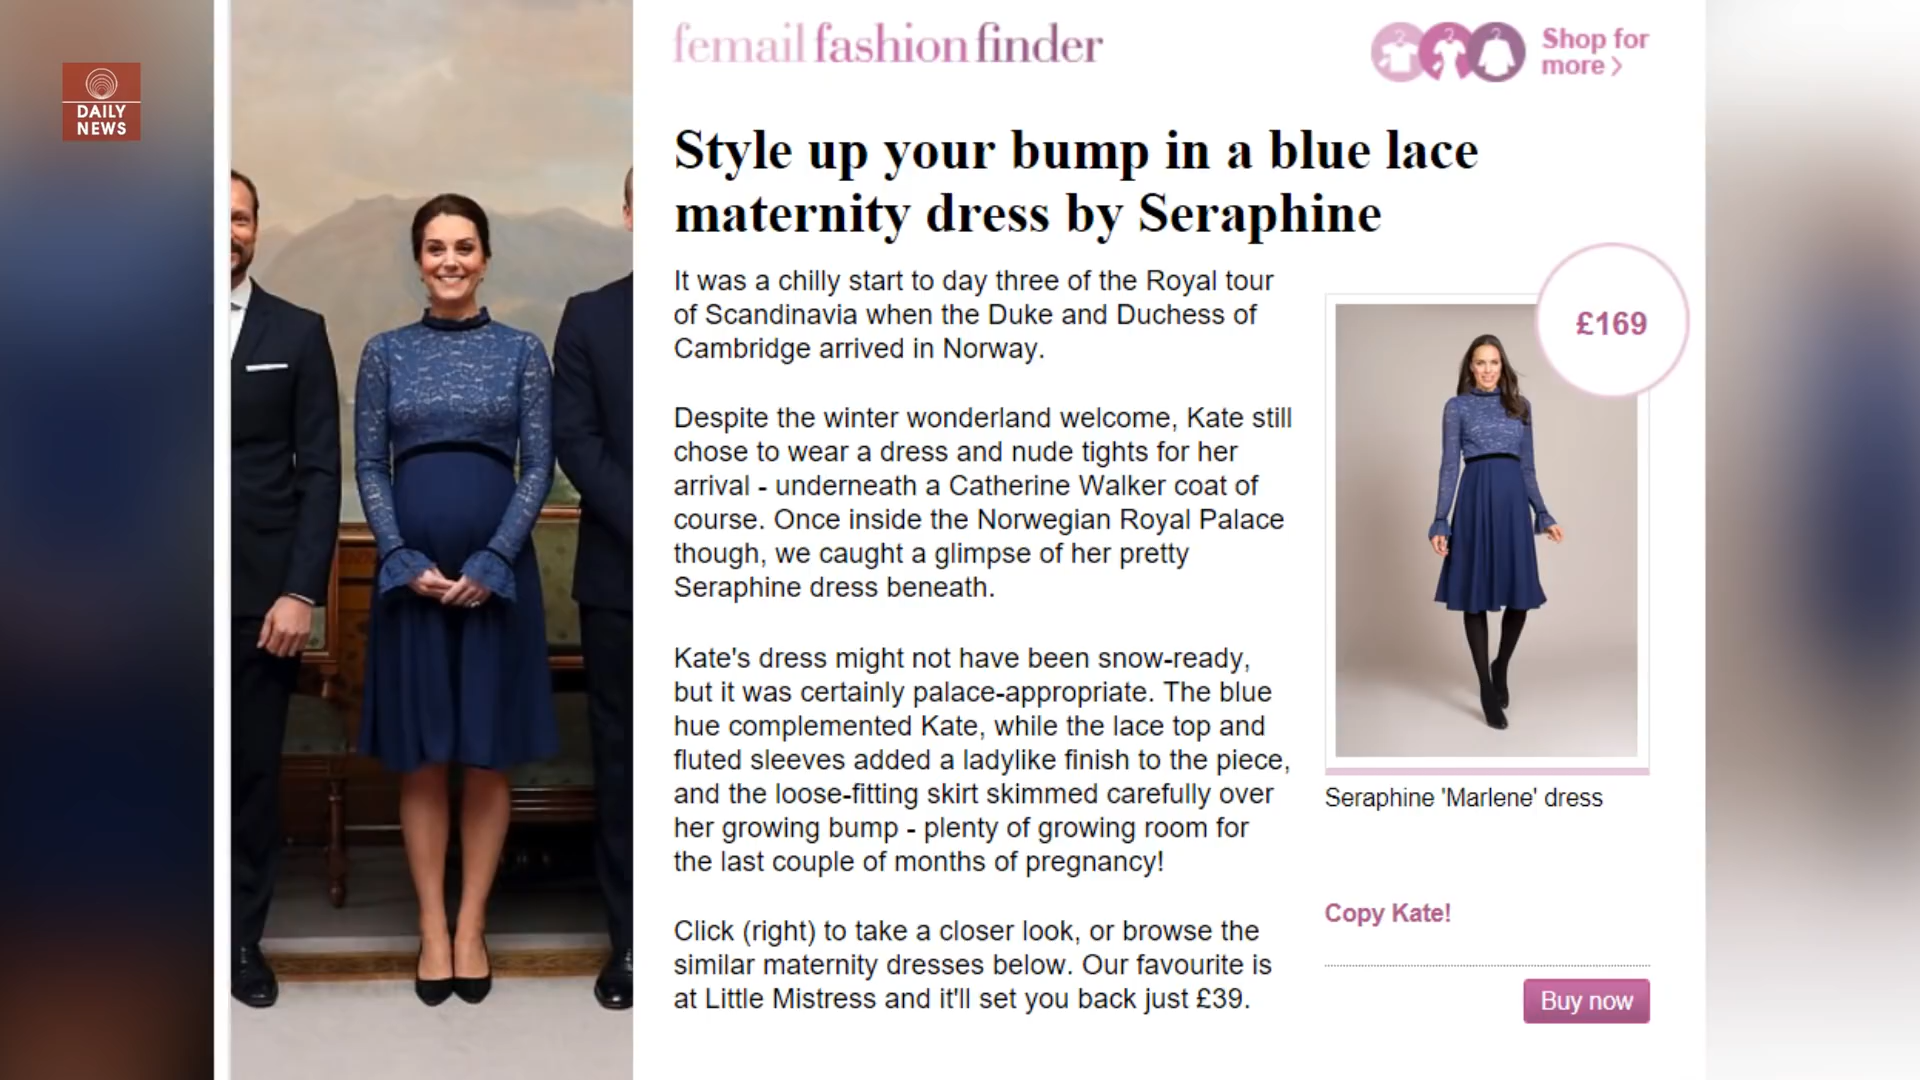 DAILY
NEWS
femail fashion finder
Shop for
more >
Style up your bump in a blue lace
maternity dress by Seraphine
It was a chilly start to day three of the Royal tour
of Scandinavia when the Duke and Duchess of
Cambridge arrived in Norway.
Despite the winter wonderland welcome, Kate still
chose to wear a dress and nude tights for her
arrival - underneath a Catherine Walker coat of
course. Once inside the Norwegian Royal Palace
though, we caught a glimpse of her pretty
Seraphine dress beneath.
Kate's dress might not have been snow-ready,
but it was certainly palace-appropriate. The blue
hue complemented Kate, while the lace top and
fluted sleeves added a ladylike finish to the piece,
and the loose-fitting skirt skimmed carefully over
her growing bump - plenty of growing room for
the last couple of months of pregnancy!
Click (right) to take a closer look, or browse the
similar maternity dresses below. Our favourite is
at Little Mistress and it'll set you back just £39.
£169
Seraphine 'Marlene' dress
Copy Kate!
Buy now